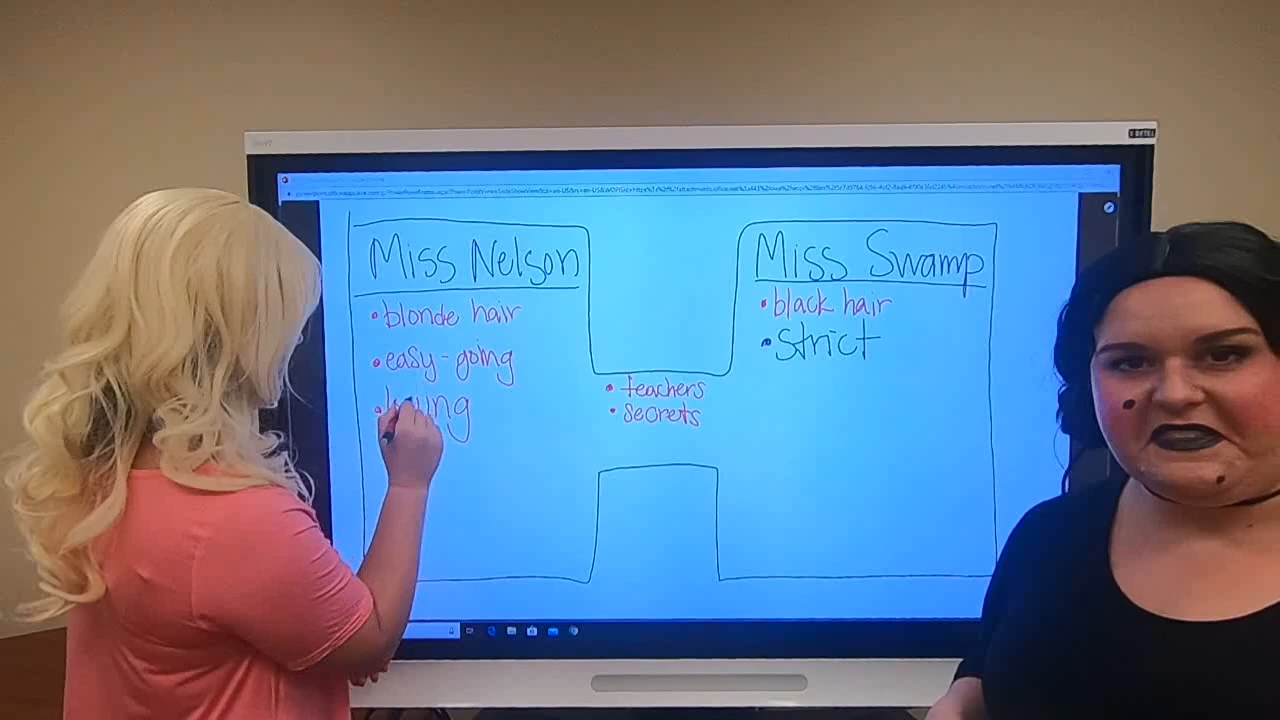 Miss Nelson
• blonde hair
• easy-going
• teachers
• secrets
Miss Swamp
• black hair
• strict